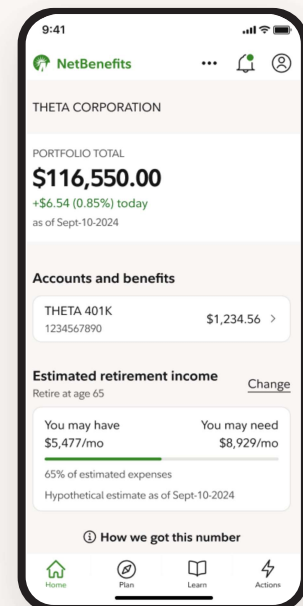 9:41
NetBenefits
THETA CORPORATION
PORTFOLIO TOTAL
$116,550.00
+$6.54 (0.85%) today
as of Sept-10-2024
Accounts and benefits
THETA 401K
1234567890
$1,234.56
Estimated retirement income
Retire at age 65
Change
You may have
$5,477/mo
You may need
$8,929/mo
65% of estimated expenses
Hypothetical estimate as of Sept-10-2024
How we got this number
Home
Plan
Learn
Actions